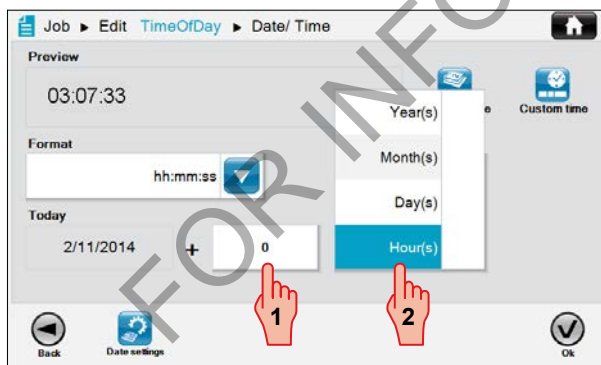 Job ▶ Edit TimeOfDay ▶ Date/ Time
Preview
03:07:33
e
Custom time
Format
hh:mm:ss
Today
2/11/2014 + 0
Year(s)
Month(s)
Day(s)
Hour(s)
1
2
Back
Date settings
Ok
FOR INFO